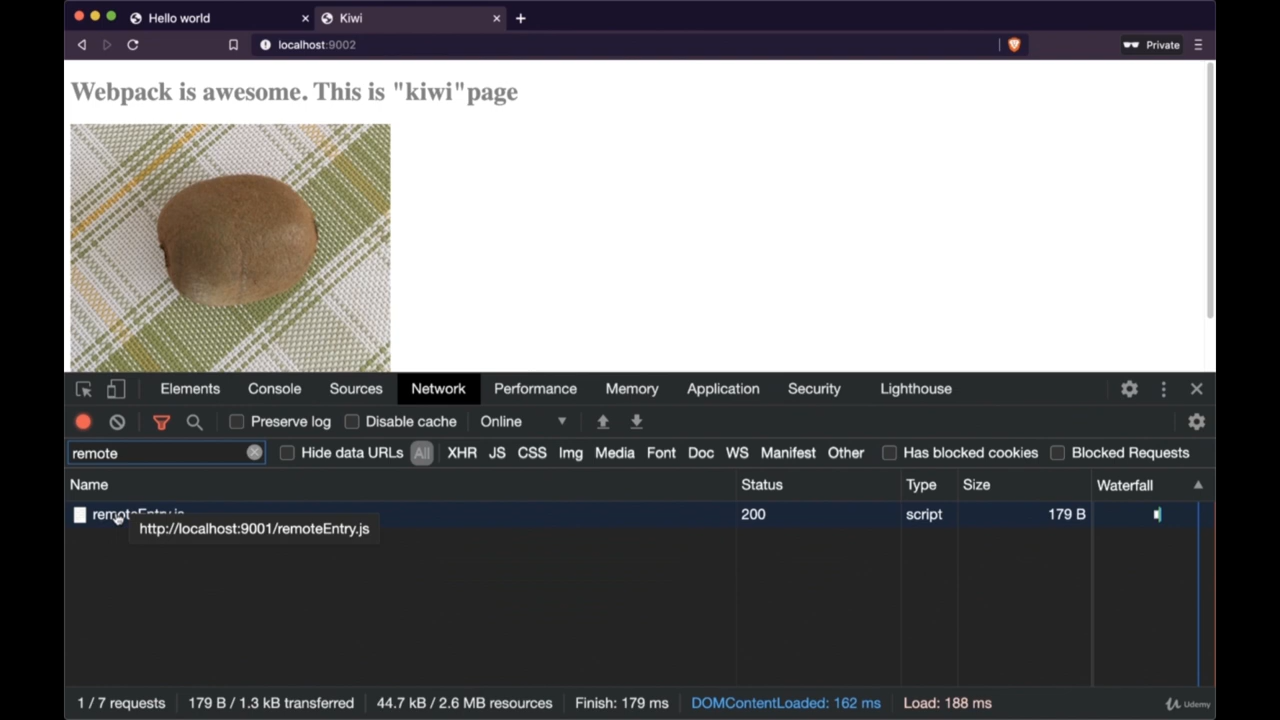 Hello world
Kiwi
localhost:9002
Private
Webpack is awesome. This is "kiwi"page
Elements Console Sources Network Performance Memory Application Security Lighthouse
Preserve log Disable cache Online
remote Hide data URLs All XHR JS CSS Img Media Font Doc WS Manifest Other Has blocked cookies Blocked Requests
Name Status Type Size Waterfall
remoteEntry.js 200 script 179 B
http://localhost:9001/remoteEntry.js
1 / 7 requests 179 B / 1.3 kB transferred 44.7 kB / 2.6 MB resources Finish: 179 ms DOMContentLoaded: 162 ms Load: 188 ms
Udemy